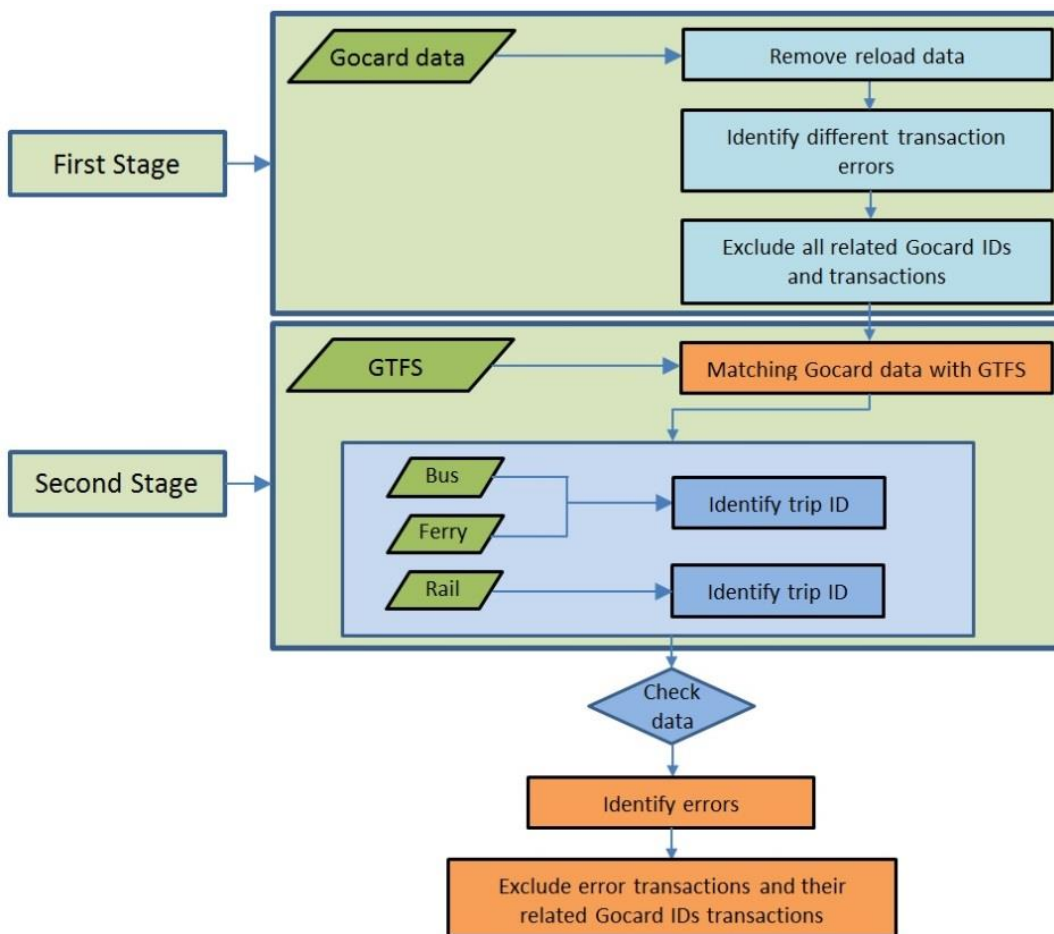 Gocard data
Remove reload data
Identify different transaction
errors
First Stage
Exclude all related Gocard IDs
and transactions
GTFS
Matching Gocard data with GTFS
Second Stage
Bus
Identify trip ID
Ferry
Rail
Identify trip ID
Check
data
Identify errors
Exclude error transactions and their
related Gocard IDs transactions